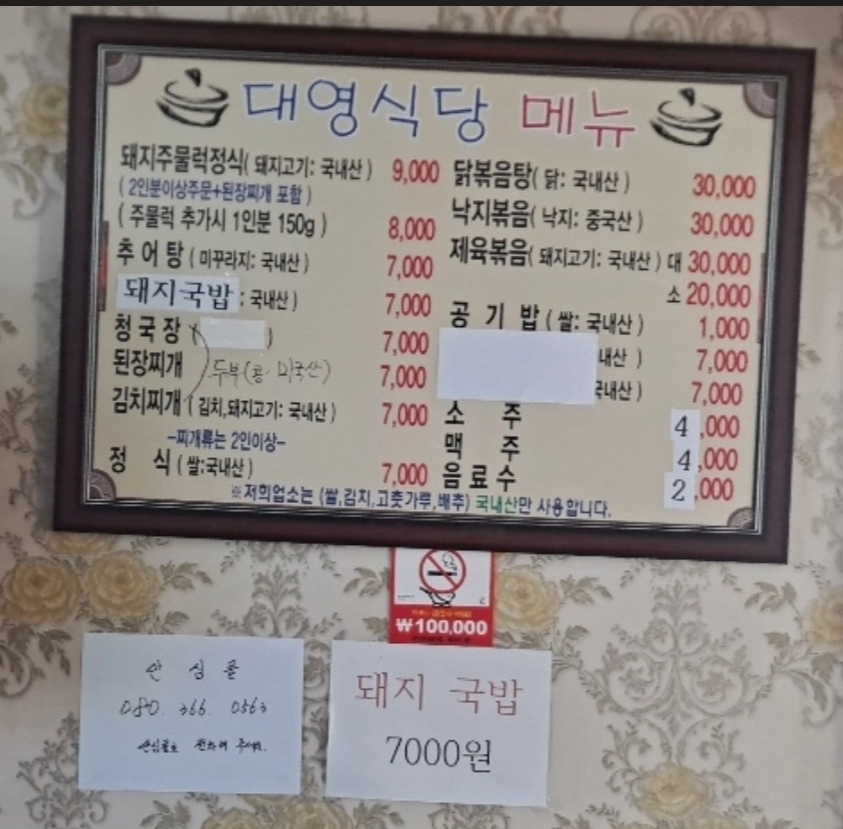 대영식당 메뉴
돼지주물럭정식( 돼지고기: 국내산 ) 9,000
( 2인분이상주문+된장찌개 포함 )
( 주물럭 추가시 1인분 150g ) 8,000
추 어 탕 ( 미꾸라지: 국내산 ) 7,000
돼지국밥 : 국내산 ) 7,000
청 국 장 ( ) 7,000
된장찌개 두부(콩: 미국산) 7,000
김치찌개 ( 김치,돼지고기: 국내산 ) 7,000
-찌개류는 2인이상-
정 식 ( 쌀:국내산 ) 7,000
닭볶음탕( 닭: 국내산 ) 30,000
낙지볶음( 낙지: 중국산 ) 30,000
제육볶음( 돼지고기: 국내산 ) 대 30,000
소 20,000
공 기 밥 ( 쌀: 국내산 ) 1,000
내산 ) 7,000
국내산 ) 7,000
소 주 4,000
맥 주 4,000
음료수 2,000
※저희업소는 (쌀,김치,고춧가루,배추) 국내산만 사용합니다.
₩100,000
안 심 콜
080. 366. 0563
안심콜로 전화해 주세요.
돼지 국밥
7000원